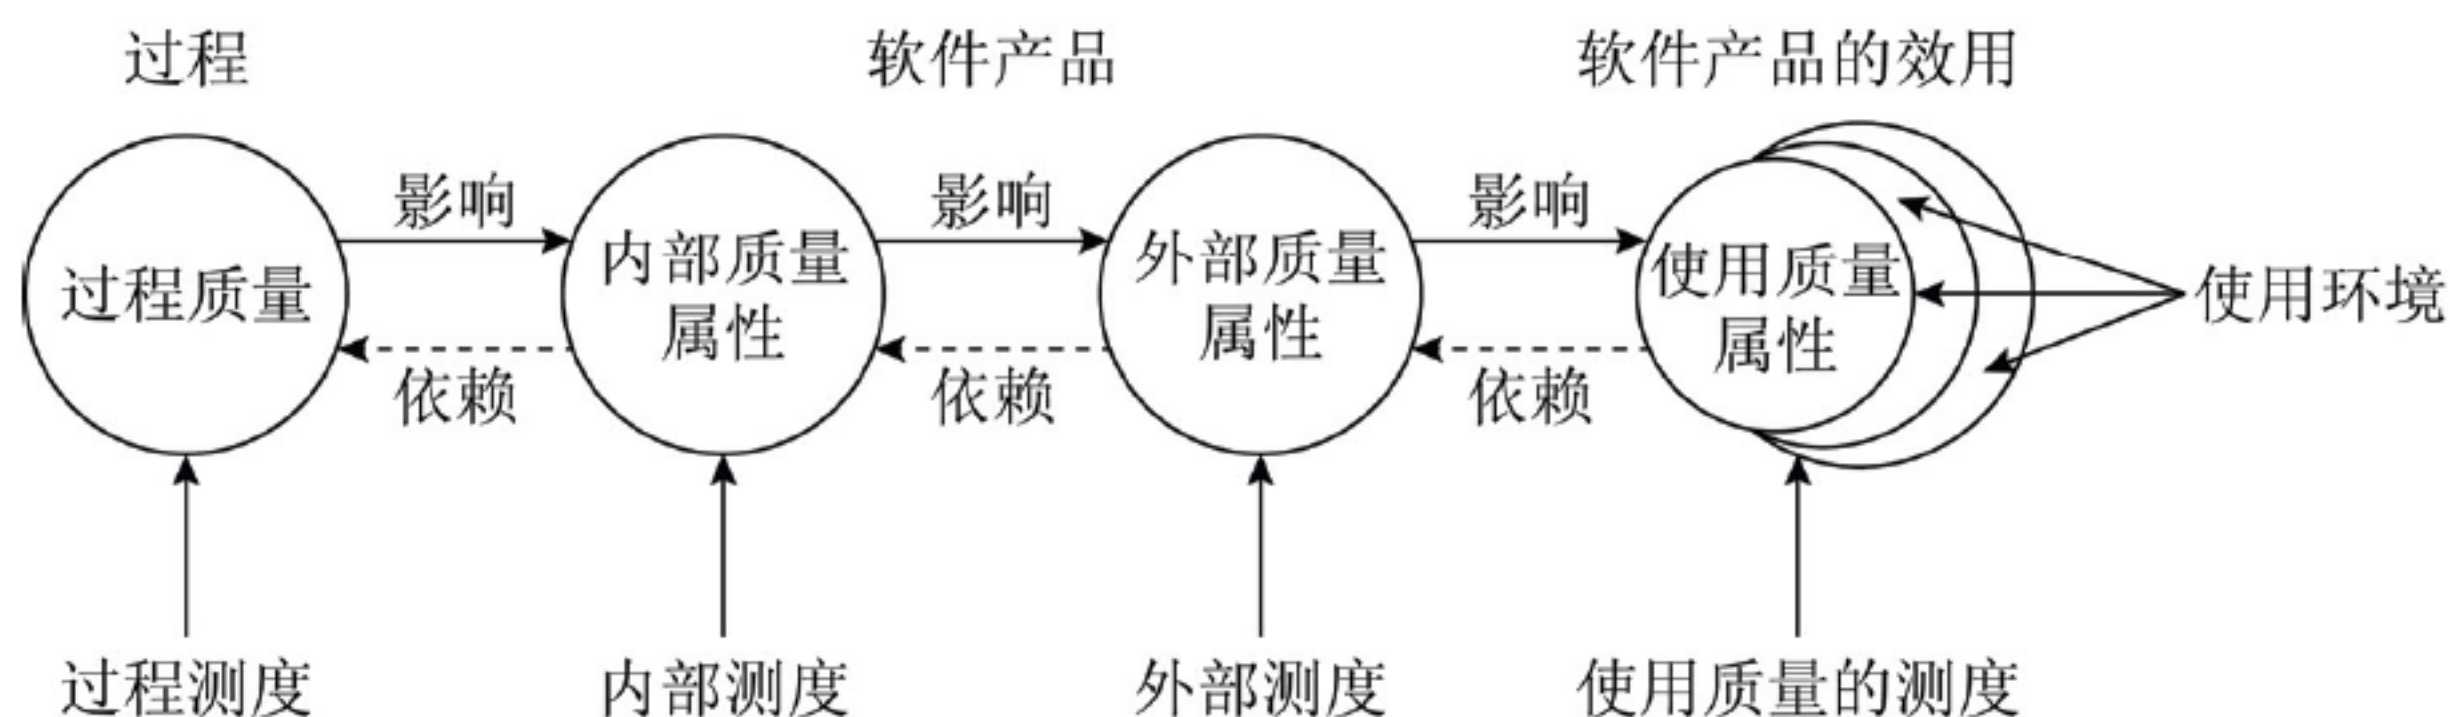 过程
软件产品
软件产品的效用
影响
影响
影响
过程质量
内部质量
属性
外部质量
属性
使用质量
属性
使用环境
依赖
依赖
依赖
过程测度
内部测度
外部测度
使用质量的测度